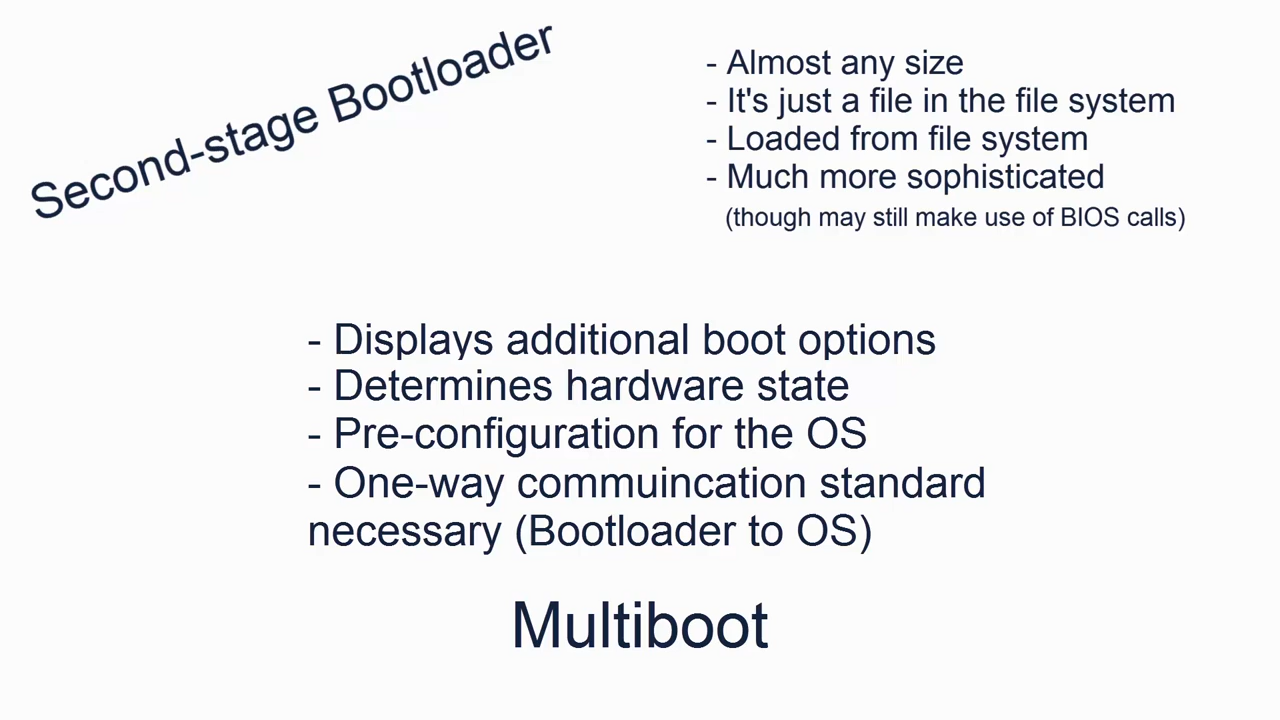 Second-stage Bootloader
- Almost any size
- It's just a file in the file system
- Loaded from file system
- Much more sophisticated
(though may still make use of BIOS calls)
- Displays additional boot options
- Determines hardware state
- Pre-configuration for the OS
- One-way commuincation standard
necessary (Bootloader to OS)
Multiboot